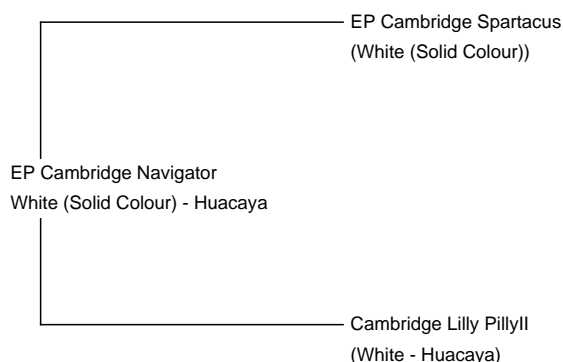 EP Cambridge Spartacus
(White (Solid Colour))
EP Cambridge Navigator
White (Solid Colour) - Huacaya
Cambridge Lilly PillyII
(White - Huacaya)